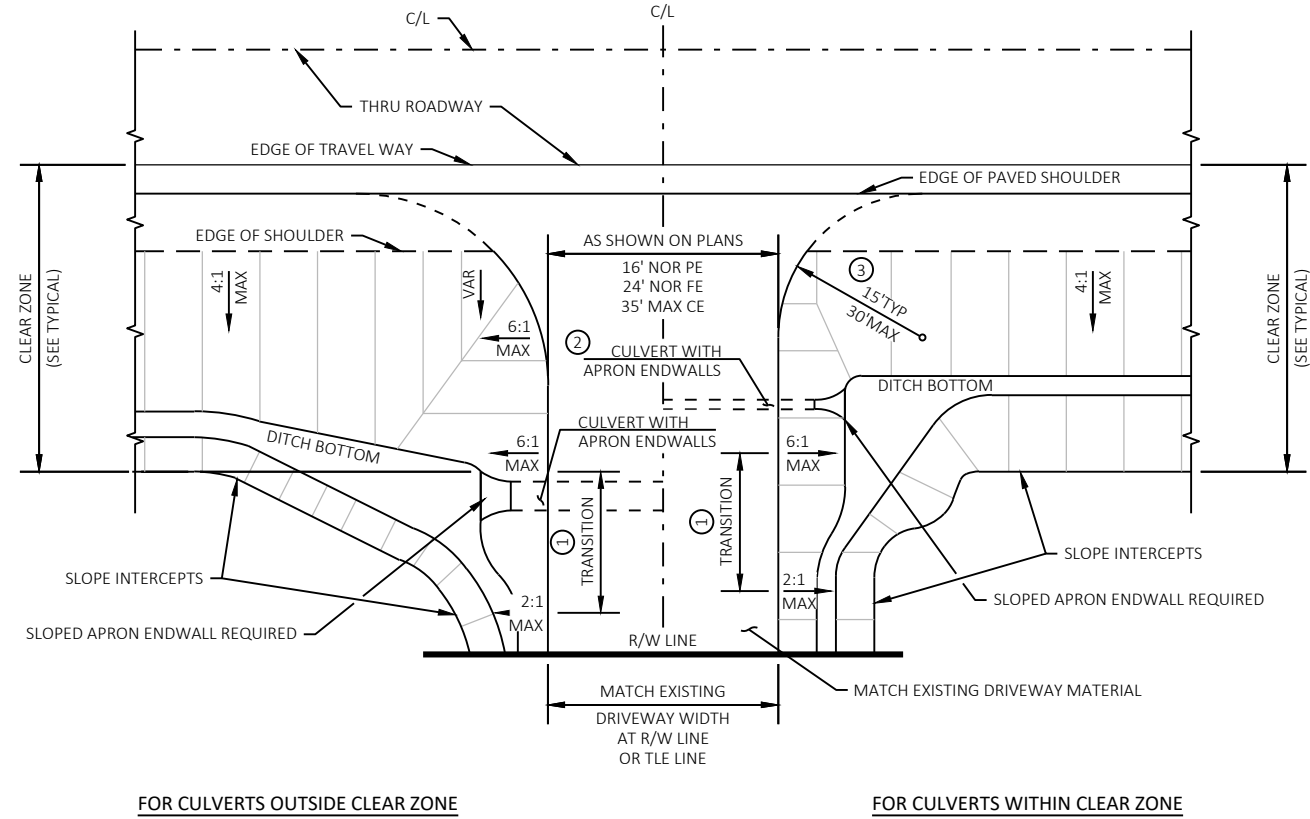 C/L
C/L
THRU ROADWAY
EDGE OF TRAVEL WAY
EDGE OF PAVED SHOULDER
EDGE OF SHOULDER
AS SHOWN ON PLANS
16' NOR PE
24' NOR FE
35' MAX CE
CLEAR ZONE
(SEE TYPICAL)
4:1
MAX
VAR
6:1
MAX
3
15'TYP
30'MAX
4:1
MAX
CLEAR ZONE
(SEE TYPICAL)
2
CULVERT WITH
APRON ENDWALLS
DITCH BOTTOM
CULVERT WITH
APRON ENDWALLS
DITCH BOTTOM
6:1
MAX
6:1
MAX
1
TRANSITION
1
TRANSITION
SLOPE INTERCEPTS
SLOPE INTERCEPTS
2:1
MAX
2:1
MAX
SLOPED APRON ENDWALL REQUIRED
SLOPED APRON ENDWALL REQUIRED
R/W LINE
MATCH EXISTING
DRIVEWAY WIDTH
AT R/W LINE
OR TLE LINE
MATCH EXISTING DRIVEWAY MATERIAL
FOR CULVERTS OUTSIDE CLEAR ZONE
FOR CULVERTS WITHIN CLEAR ZONE